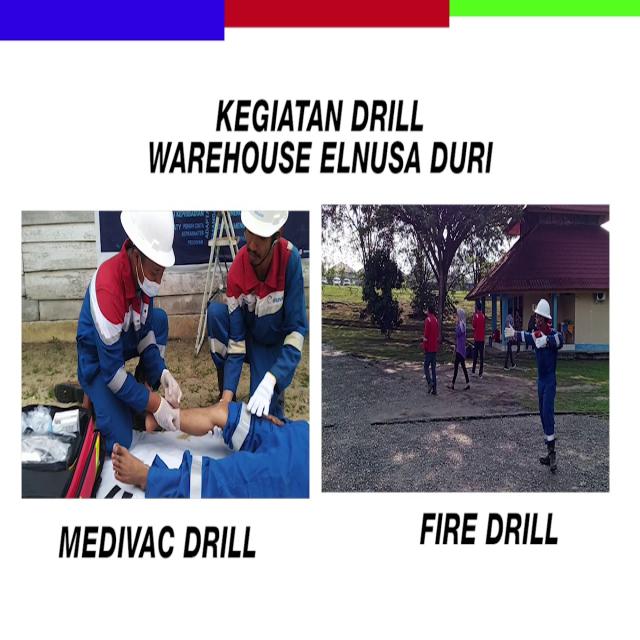 KEGIATAN DRILL
WAREHOUSE ELNUSA DURI
MEDIVAC DRILL
FIRE DRILL